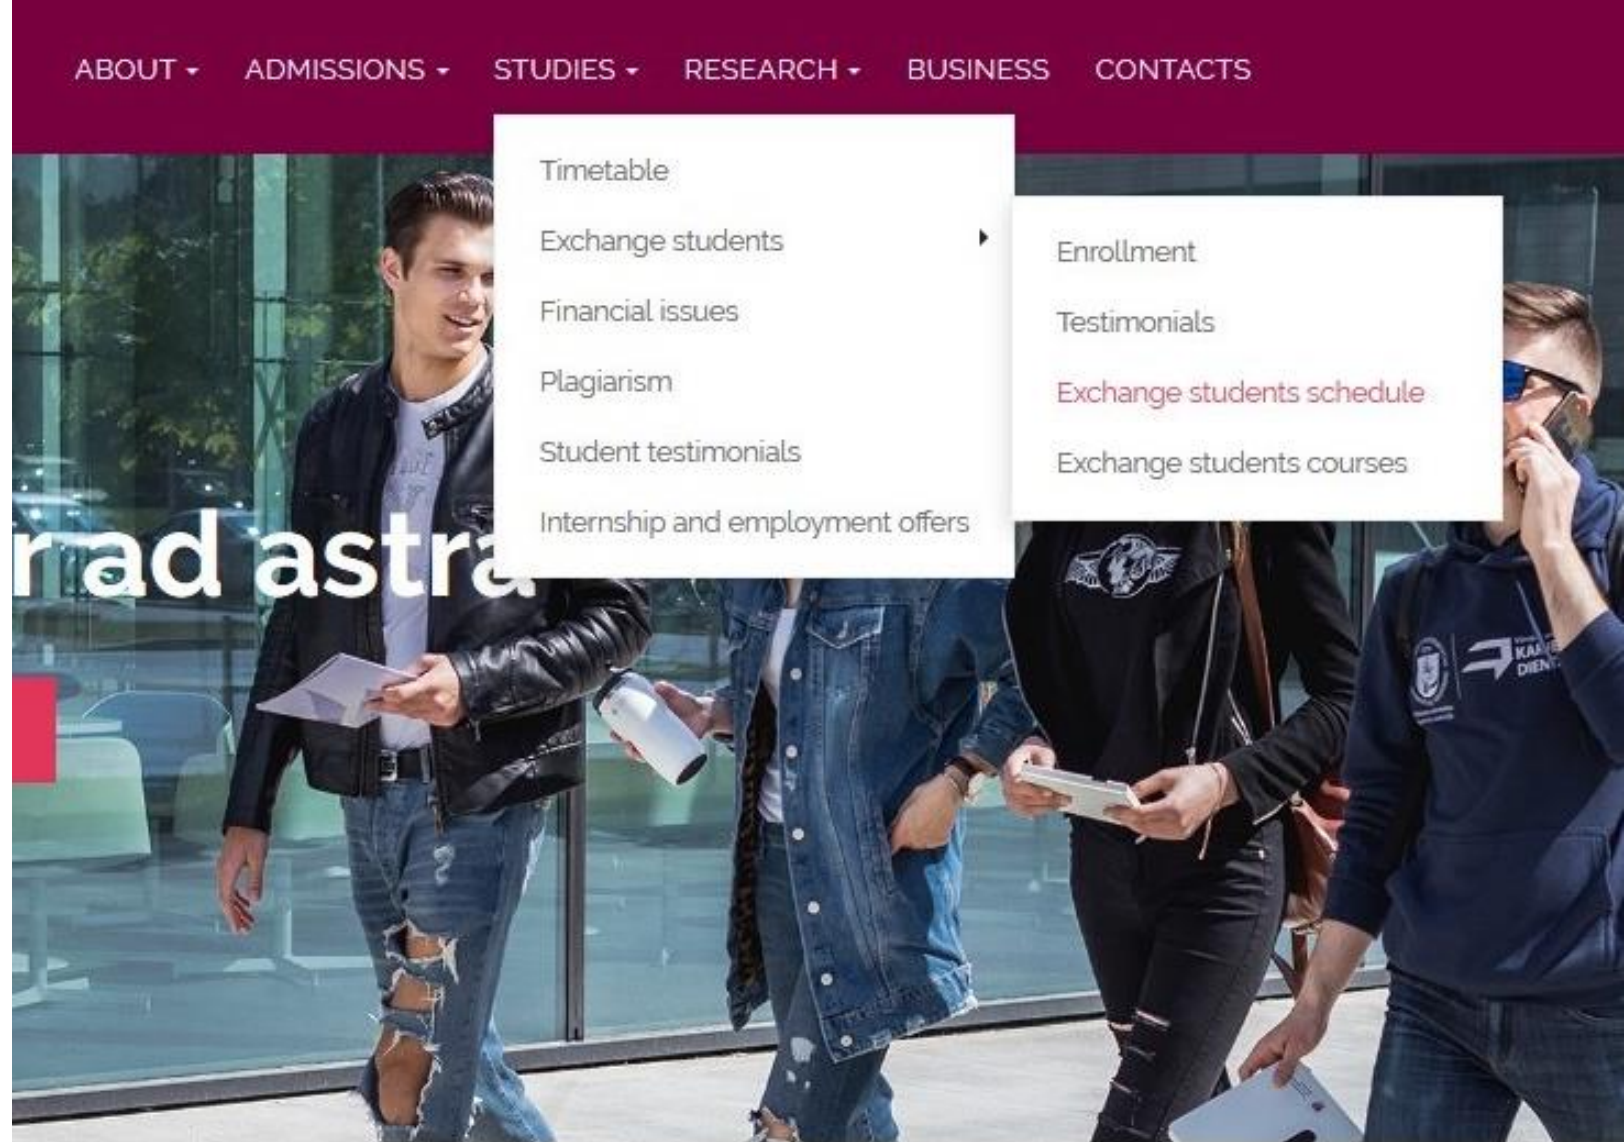 ABOUT
ADMISSIONS
STUDIES
RESEARCH
BUSINESS
CONTACTS
Timetable
Exchange students
Financial issues
Plagiarism
Student testimonials
Internship and employment offers
Enrollment
Testimonials
Exchange students schedule
Exchange students courses
r ad astra